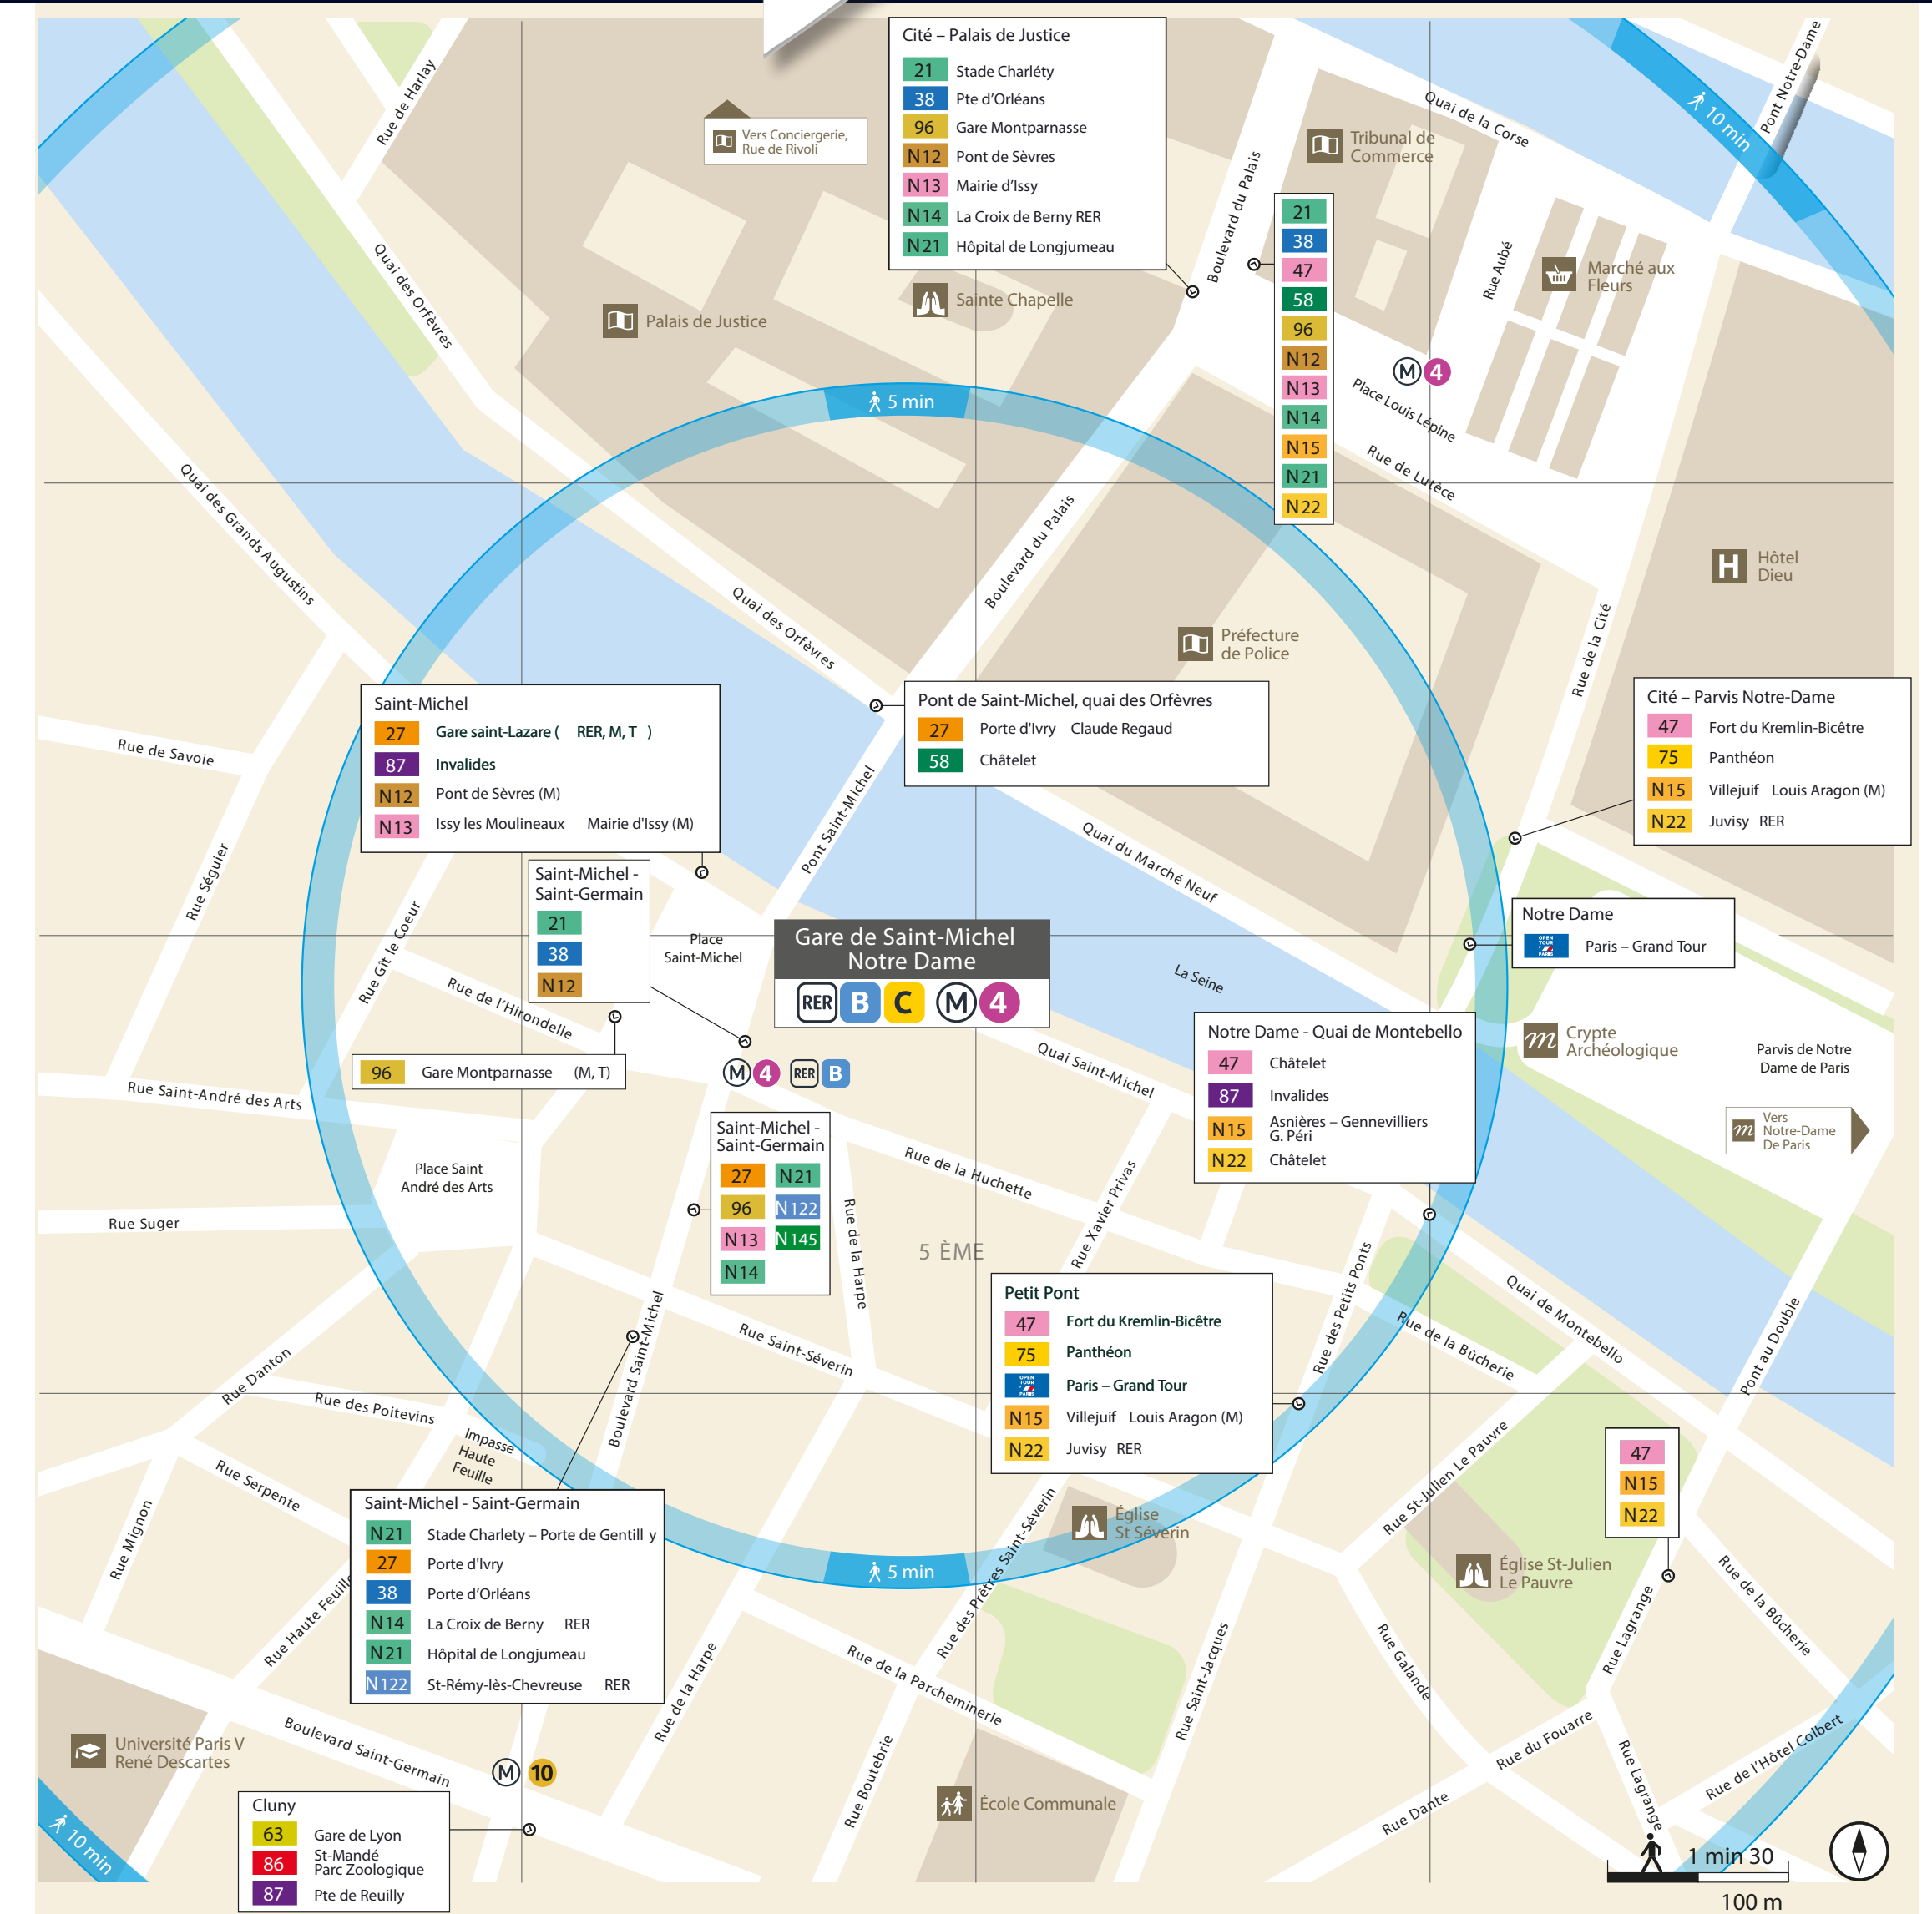 Cité – Palais de Justice
21 Stade Charléty
38 Pte d'Orléans
96 Gare Montparnasse
N12 Pont de Sèvres
N13 Mairie d'Issy
N14 La Croix de Berny RER
N21 Hôpital de Longjumeau
Rue de Harlay
Vers Conciergerie,
Rue de Rivoli
Quai de la Corse
Pont Notre-Dame
10 min
Tribunal de
Commerce
Boulevard du Palais
21
38
47
58
96
N12
N13
N14
N15
N21
N22
Rue Aubé
Marché aux
Fleurs
Quai des Orfèvres
Palais de Justice
Sainte Chapelle
M 4
Place Louis Lépine
Rue de Lutèce
5 min
Quai des Grands Augustins
Boulevard du Palais
Hôtel
Dieu
H
Quai des Orfèvres
Préfecture
de Police
Rue de la Cité
Saint-Michel
27 Gare saint-Lazare ( RER, M, T )
87 Invalides
N12 Pont de Sèvres (M)
N13 Issy les Moulineaux Mairie d'Issy (M)
Pont de Saint-Michel, quai des Orfèvres
27 Porte d'Ivry Claude Regaud
58 Châtelet
Cité – Parvis Notre-Dame
47 Fort du Kremlin-Bicêtre
75 Panthéon
N15 Villejuif Louis Aragon (M)
N22 Juvisy RER
Rue de Savoie
Pont Saint-Michel
Quai du Marché Neuf
Rue Séguier
Rue Gît le Coeur
Saint-Michel -
Saint-Germain
21
38
N12
Place
Saint-Michel
Gare de Saint-Michel
Notre Dame
RER B C M 4
La Seine
Notre Dame
OPEN TOUR PARIS Paris – Grand Tour
Rue de l'Hirondelle
96 Gare Montparnasse (M, T)
M 4 RER B
Quai Saint-Michel
Notre Dame - Quai de Montebello
47 Châtelet
87 Invalides
N15 Asnières – Gennevilliers
G. Péri
N22 Châtelet
Crypte
Archéologique
Parvis de Notre
Dame de Paris
Vers
Notre-Dame
De Paris
Rue Saint-André des Arts
Place Saint
André des Arts
Rue Suger
Saint-Michel -
Saint-Germain
27 N21
96 N122
N13 N145
N14
Rue de la Harpe
Rue de la Huchette
Rue Xavier Privas
5 ÈME
Petit Pont
47 Fort du Kremlin-Bicêtre
75 Panthéon
OPEN TOUR PARIS Paris – Grand Tour
N15 Villejuif Louis Aragon (M)
N22 Juvisy RER
Rue des Petits Ponts
Rue de la Bûcherie
Quai de Montebello
Pont au Double
Rue Danton
Rue des Poitevins
Impasse
Haute
Feuille
Boulevard Saint-Michel
Rue Saint-Séverin
Rue Serpente
Rue Mignon
Rue Haute Feuille
Saint-Michel - Saint-Germain
N21 Stade Charlety – Porte de Gentill y
27 Porte d'Ivry
38 Porte d'Orléans
N14 La Croix de Berny RER
N21 Hôpital de Longjumeau
N122 St-Rémy-lès-Chevreuse RER
5 min
Rue des Prêtres Saint-Séverin
Église
St Séverin
Rue St-Julien Le Pauvre
47
N15
N22
Église St-Julien
Le Pauvre
Rue de la Bûcherie
Rue Lagrange
Rue Galande
Rue Saint-Jacques
Rue de la Parcheminerie
Rue de la Harpe
Rue Boutebrie
École Communale
Université Paris V
René Descartes
Boulevard Saint-Germain
M 10
10 min
Cluny
63 Gare de Lyon
86 St-Mandé
Parc Zoologique
87 Pte de Reuilly
Rue du Fouarre
Rue Dante
Rue Lagrange
Rue de l'Hôtel Colbert
1 min 30
100 m